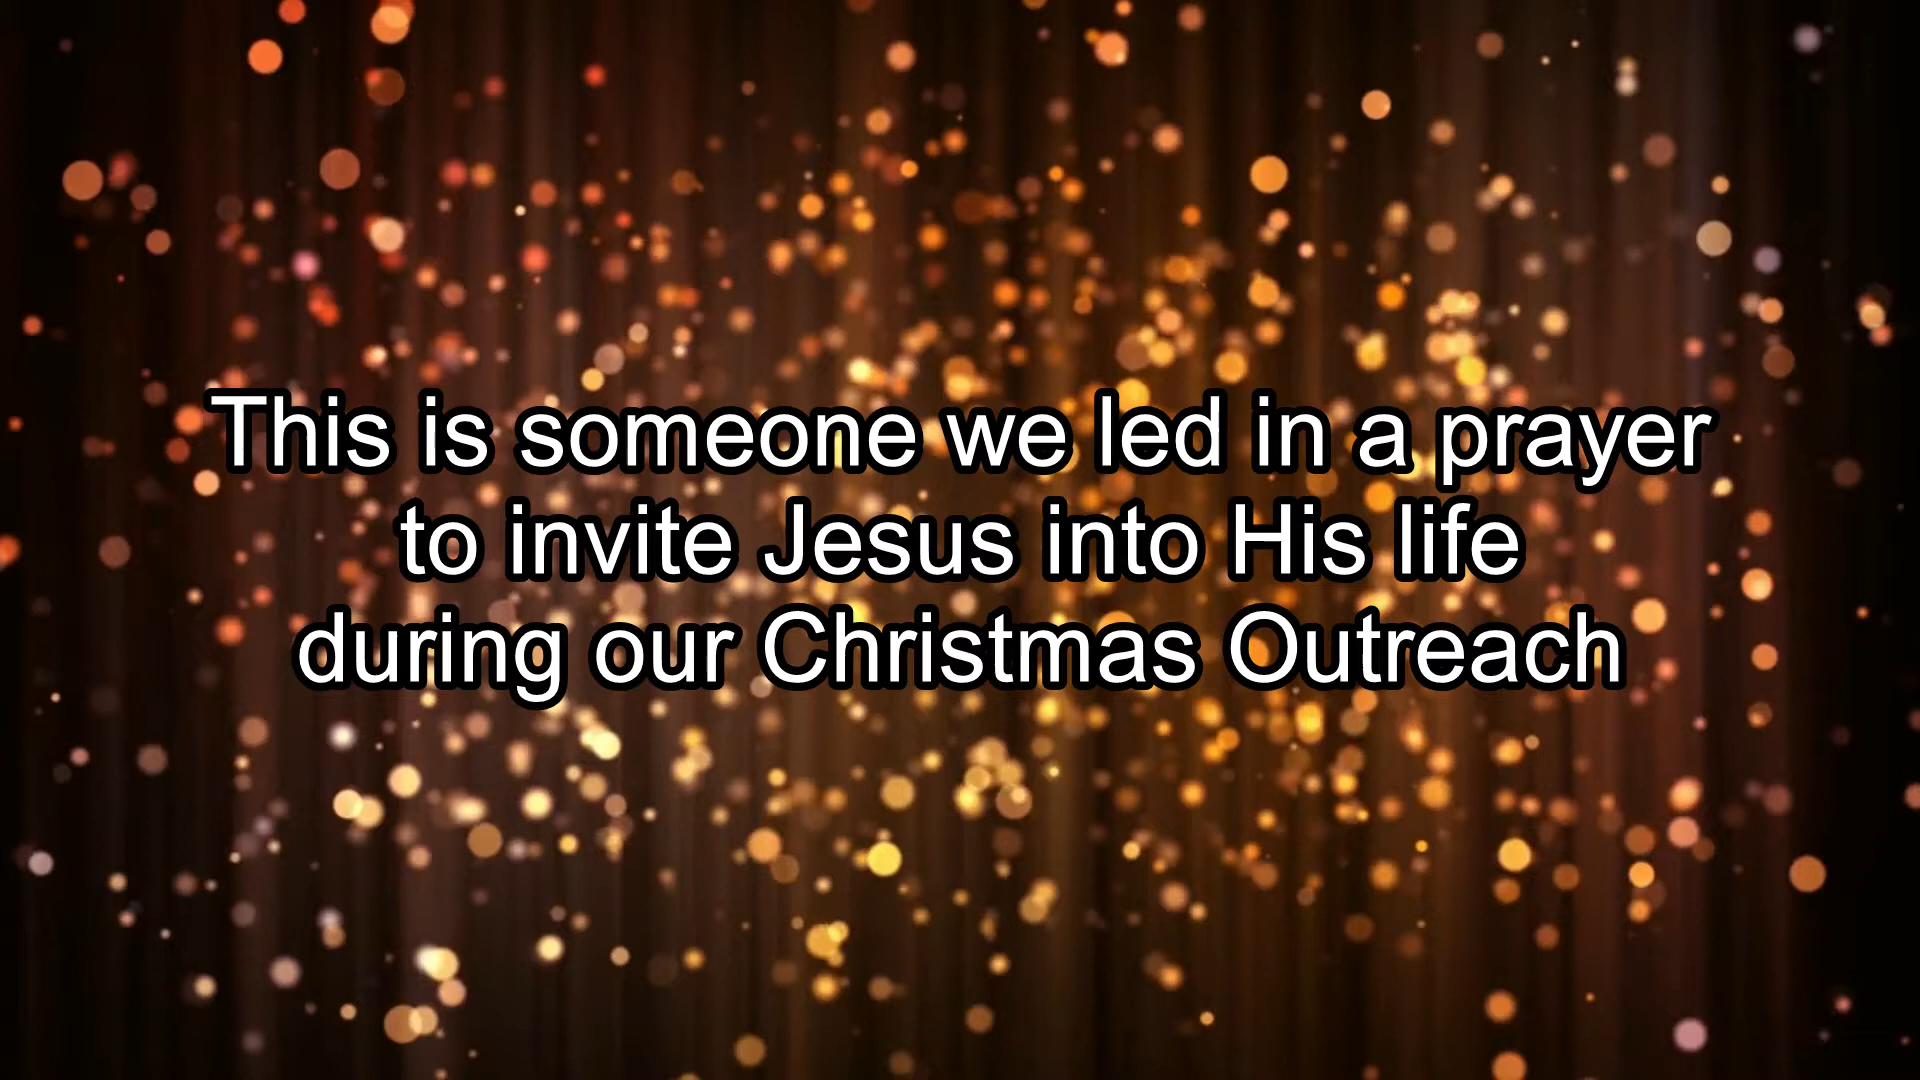 This is someone we led in a prayer
to invite Jesus into His life
during our Christmas Outreach